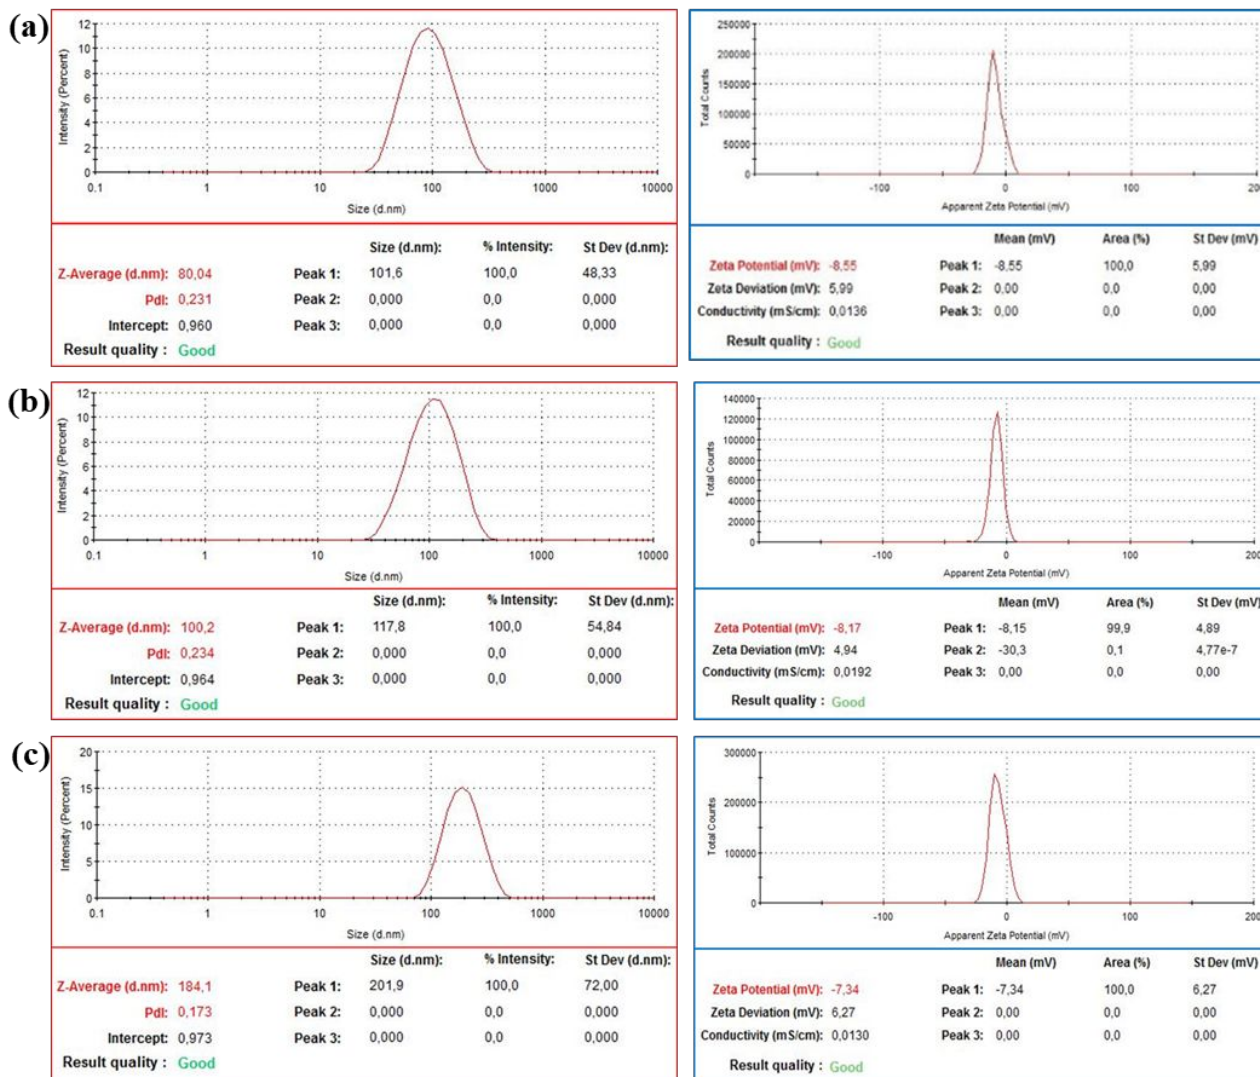 (a)
12
10
8
6
4
2
0
Intensity (Percent)
0.1 1 10 100 1000 10000
Size (d.nm)
Size (d.nm): % Intensity: St Dev (d.nm):
Z-Average (d.nm): 80,04 Peak 1: 101,6 100,0 48,33
PdI: 0,231 Peak 2: 0,000 0,0 0,000
Intercept: 0,960 Peak 3: 0,000 0,0 0,000
Result quality : Good
250000
200000
150000
100000
50000
0
Total Counts
-100 0 100 200
Apparent Zeta Potential (mV)
Mean (mV) Area (%) St Dev (mV)
Zeta Potential (mV): -8,55 Peak 1: -8,55 100,0 5,99
Zeta Deviation (mV): 5,99 Peak 2: 0,00 0,0 0,00
Conductivity (mS/cm): 0,0136 Peak 3: 0,00 0,0 0,00
Result quality : Good
(b)
12
10
8
6
4
2
0
Intensity (Percent)
0.1 1 10 100 1000 10000
Size (d.nm)
Size (d.nm): % Intensity: St Dev (d.nm):
Z-Average (d.nm): 100,2 Peak 1: 117,8 100,0 54,84
PdI: 0,234 Peak 2: 0,000 0,0 0,000
Intercept: 0,964 Peak 3: 0,000 0,0 0,000
Result quality : Good
140000
120000
100000
80000
60000
40000
20000
0
Total Counts
-100 0 100 200
Apparent Zeta Potential (mV)
Mean (mV) Area (%) St Dev (mV)
Zeta Potential (mV): -8,17 Peak 1: -8,15 99,9 4,89
Zeta Deviation (mV): 4,94 Peak 2: -30,3 0,1 4,77e-7
Conductivity (mS/cm): 0,0192 Peak 3: 0,00 0,0 0,00
Result quality : Good
(c)
20
15
10
5
0
Intensity (Percent)
0.1 1 10 100 1000 10000
Size (d.nm)
Size (d.nm): % Intensity: St Dev (d.nm):
Z-Average (d.nm): 184,1 Peak 1: 201,9 100,0 72,00
PdI: 0,173 Peak 2: 0,000 0,0 0,000
Intercept: 0,973 Peak 3: 0,000 0,0 0,000
Result quality : Good
300000
200000
100000
0
Total Counts
-100 0 100 200
Apparent Zeta Potential (mV)
Mean (mV) Area (%) St Dev (mV)
Zeta Potential (mV): -7,34 Peak 1: -7,34 100,0 6,27
Zeta Deviation (mV): 6,27 Peak 2: 0,00 0,0 0,00
Conductivity (mS/cm): 0,0130 Peak 3: 0,00 0,0 0,00
Result quality : Good